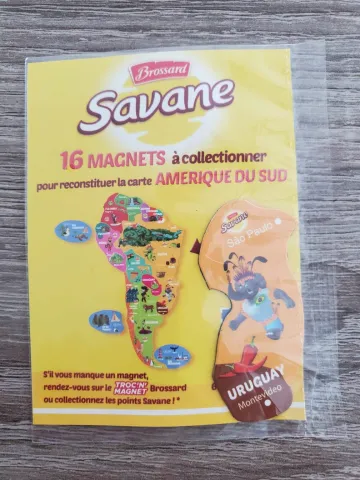 Brossard
Savane
16 MAGNETS à collectionner
pour reconstituer la carte AMERIQUE DU SUD
Brossard
Savane
São Paulo
URUGUAY
Montevideo
S'il vous manque un magnet,
rendez-vous sur le TROC'N' MAGNET Brossard
ou collectionnez les points Savane ! *